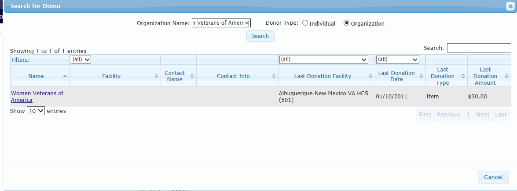 Search for Donor
Organization Name: n Veterans of Ameri Donor Type: Individual Organization
Search
Showing 1 to 1 of 1 entries Search:
Filters: (all) (all) (all)
Name Facility Contact Name Contact Info Last Donation Facility Last Donation Date Last Donation Type Last Donation Amount
Women Veterans of America Albuquerque-New Mexico VA HCS (501) 01/10/2011 Item $30.00
Show 10 entries
First Previous 1 Next Last
Cancel